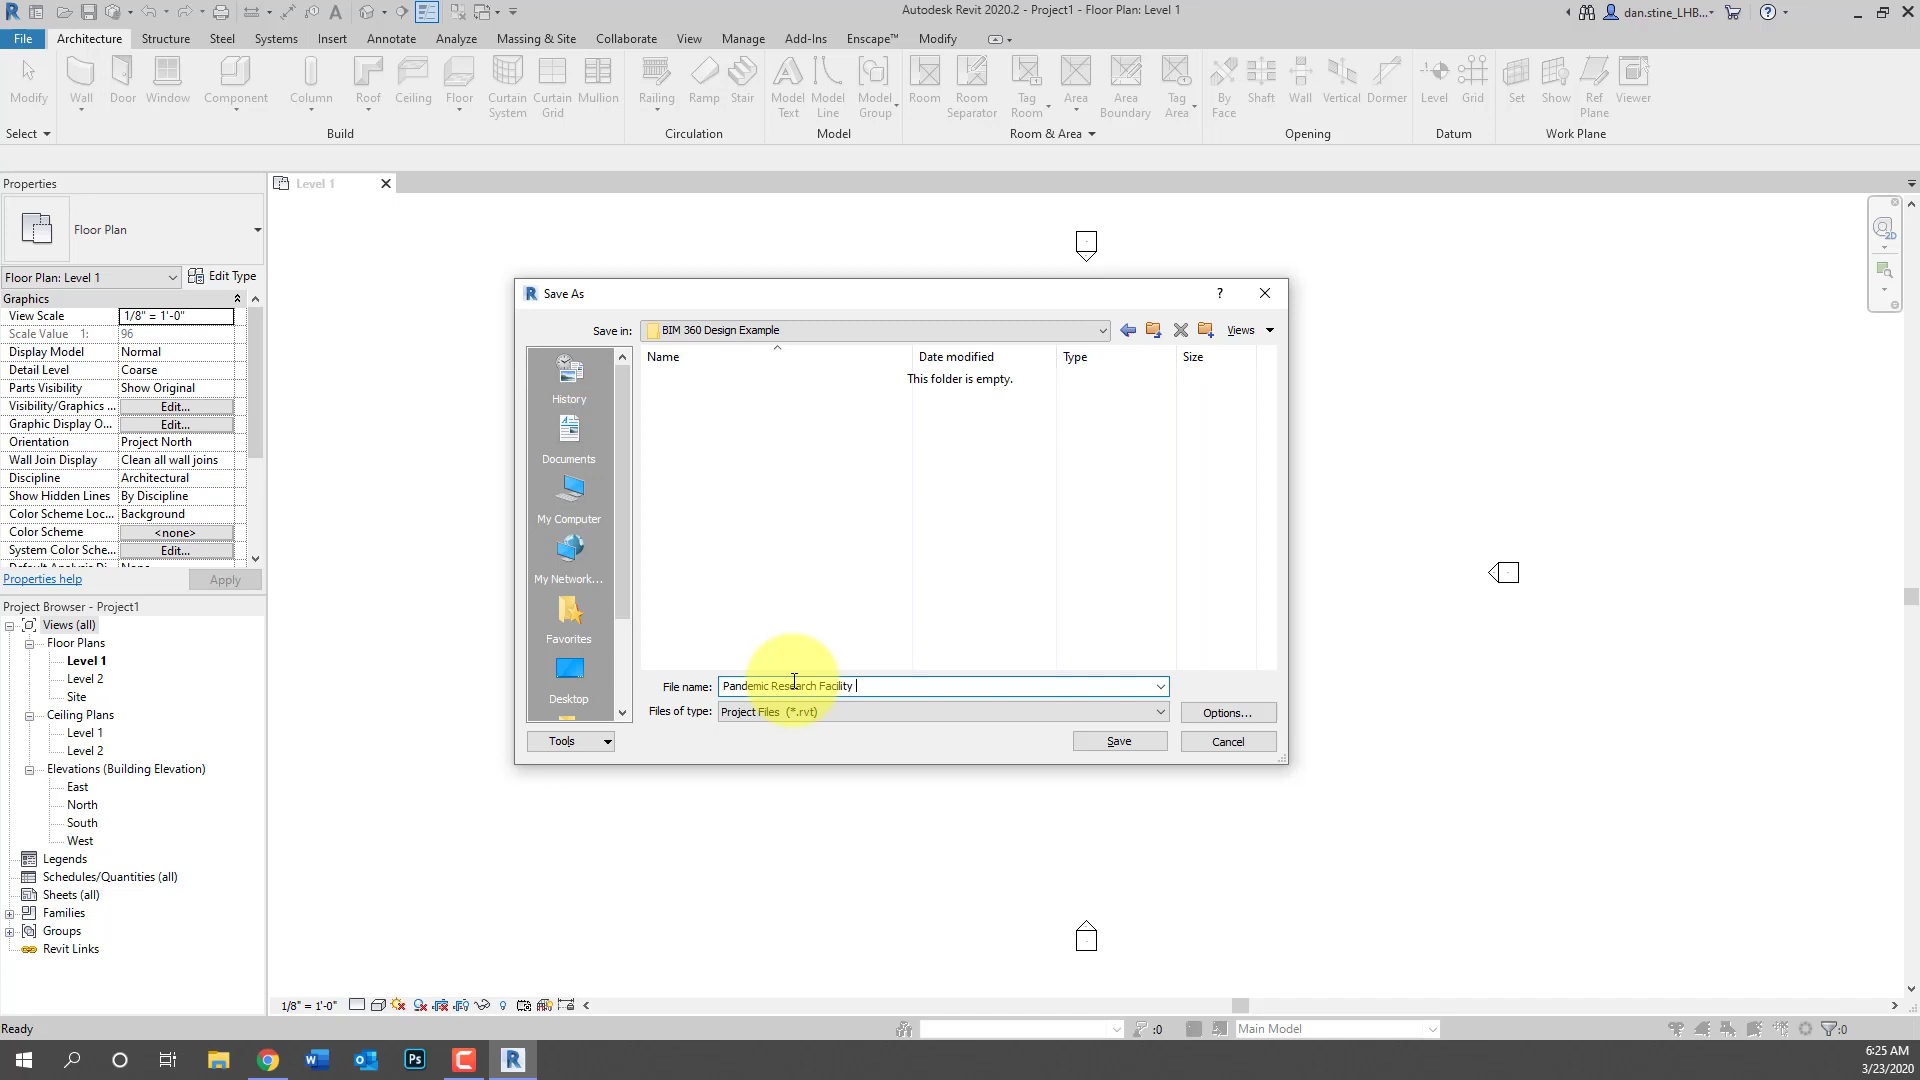 Autodesk Revit 2020.2 - Project1 - Floor Plan: Level 1
dan.stine_LHB...
File Architecture Structure Steel Systems Insert Annotate Analyze Massing & Site Collaborate View Manage Add-Ins Enscape™ Modify
Modify Wall Door Window Component Column Roof Ceiling Floor Curtain System Curtain Grid Mullion Railing Ramp Stair Model Text Model Line Model Group Room Room Separator Tag Room Area Area Boundary Tag Area By Face Shaft Wall Vertical Dormer Level Grid Set Show Ref Plane Viewer
Select Build Circulation Model Room & Area Opening Datum Work Plane
Properties
Level 1
Floor Plan
Floor Plan: Level 1 Edit Type
Graphics
View Scale 1/8" = 1'-0"
Scale Value 1: 96
Display Model Normal
Detail Level Coarse
Parts Visibility Show Original
Visibility/Graphics ... Edit...
Graphic Display O... Edit...
Orientation Project North
Wall Join Display Clean all wall joins
Discipline Architectural
Show Hidden Lines By Discipline
Color Scheme Loc... Background
Color Scheme <none>
System Color Sche... Edit...
Properties help Apply
Project Browser - Project1
Views (all)
Floor Plans
Level 1
Level 2
Site
Ceiling Plans
Level 1
Level 2
Elevations (Building Elevation)
East
North
South
West
Legends
Schedules/Quantities (all)
Sheets (all)
Families
Groups
Revit Links
2D
Save As
Save in: BIM 360 Design Example Views
Name Date modified Type Size
This folder is empty.
History
Documents
My Computer
My Network...
Favorites
Desktop
File name: Pandemic Research Facility
Files of type: Project Files (*.rvt) Options...
Tools Save Cancel
1/8" = 1'-0"
Ready :0 Main Model :0
6:25 AM
3/23/2020